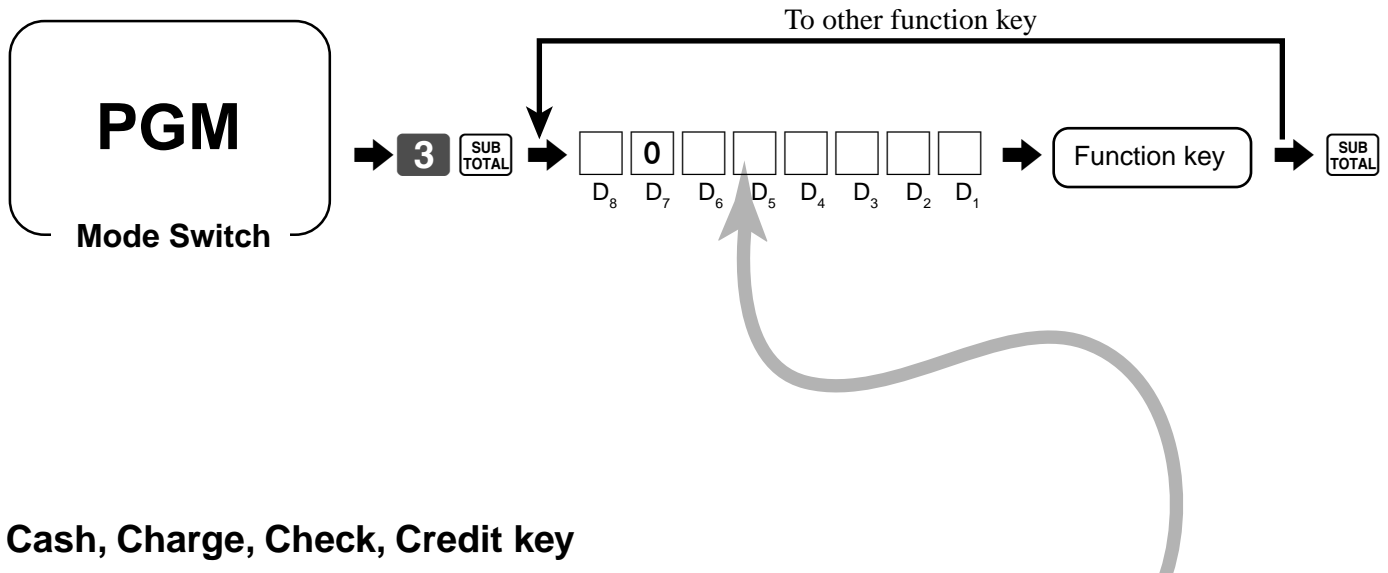 To other function key
PGM
Mode Switch
3 SUB TOTAL
0
D8 D7 D6 D5 D4 D3 D2 D1
Function key
SUB TOTAL
Cash, Charge, Check, Credit key